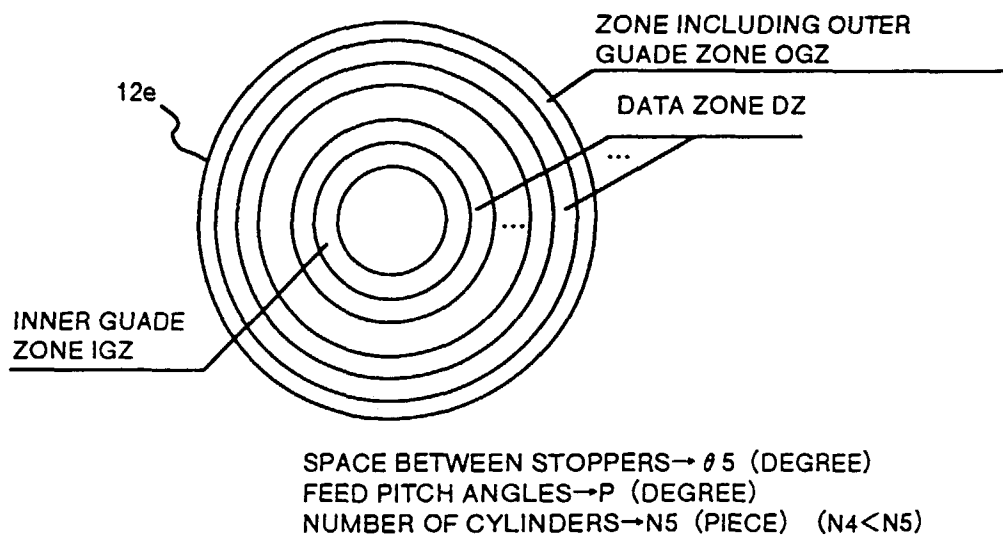 ZONE INCLUDING OUTER
GUADE ZONE OGZ
12e
DATA ZONE DZ
...
...
INNER GUADE
ZONE IGZ
SPACE BETWEEN STOPPERS→θ5 (DEGREE)
FEED PITCH ANGLES→P (DEGREE)
NUMBER OF CYLINDERS→N5 (PIECE) (N4<N5)